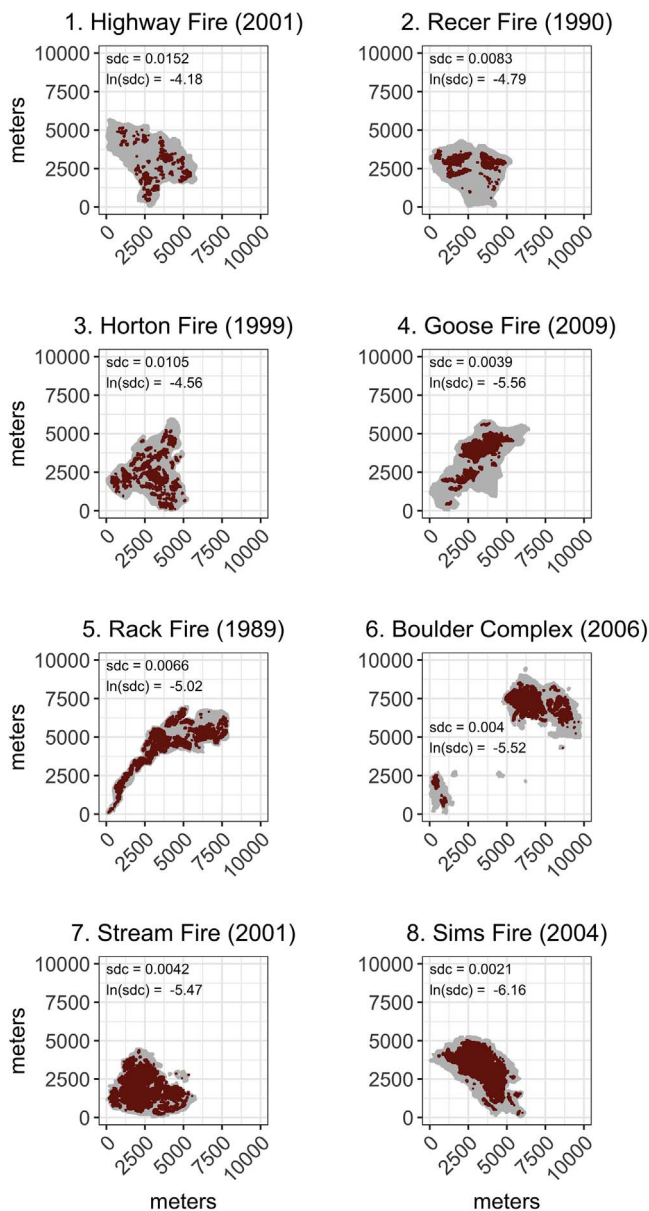 1. Highway Fire (2001)
sdc = 0.0152
ln(sdc) = -4.18
10000
7500
5000
2500
0
meters
0
2500
5000
7500
10000
2. Recer Fire (1990)
sdc = 0.0083
ln(sdc) = -4.79
10000
7500
5000
2500
0
0
2500
5000
7500
10000
3. Horton Fire (1999)
sdc = 0.0105
ln(sdc) = -4.56
10000
7500
5000
2500
0
meters
0
2500
5000
7500
10000
4. Goose Fire (2009)
sdc = 0.0039
ln(sdc) = -5.56
10000
7500
5000
2500
0
0
2500
5000
7500
10000
5. Rack Fire (1989)
sdc = 0.0066
ln(sdc) = -5.02
10000
7500
5000
2500
0
meters
0
2500
5000
7500
10000
6. Boulder Complex (2006)
sdc = 0.004
ln(sdc) = -5.52
10000
7500
5000
2500
0
0
2500
5000
7500
10000
7. Stream Fire (2001)
sdc = 0.0042
ln(sdc) = -5.47
10000
7500
5000
2500
0
meters
0
2500
5000
7500
10000
meters
8. Sims Fire (2004)
sdc = 0.0021
ln(sdc) = -6.16
10000
7500
5000
2500
0
0
2500
5000
7500
10000
meters